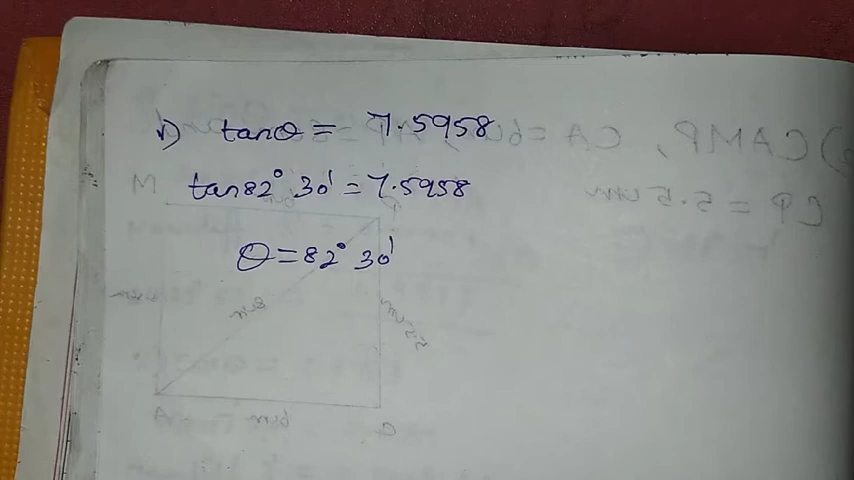 v) tanθ = 7.5958
tan82° 30' = 7.5958
θ = 82° 30'